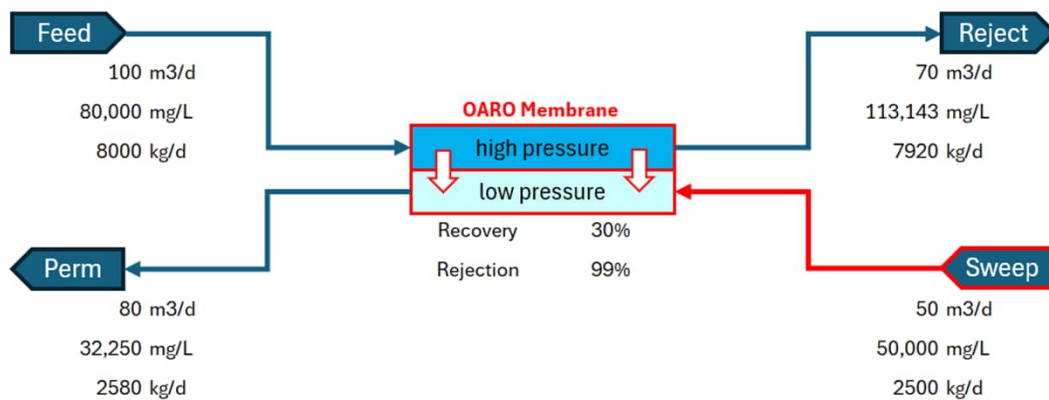 Feed
100 m3/d
80,000 mg/L
8000 kg/d
Reject
70 m3/d
113,143 mg/L
7920 kg/d
OARO Membrane
high pressure
low pressure
Recovery 30%
Rejection 99%
Perm
80 m3/d
32,250 mg/L
2580 kg/d
Sweep
50 m3/d
50,000 mg/L
2500 kg/d